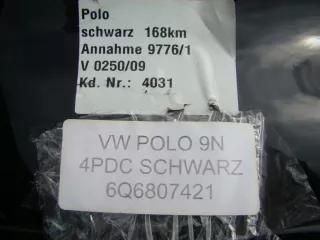 Polo
schwarz 168km
Annahme 9776/1
V 0250/09
Kd. Nr.: 4031
VW POLO 9N
4PDC SCHWARZ
6Q6807421